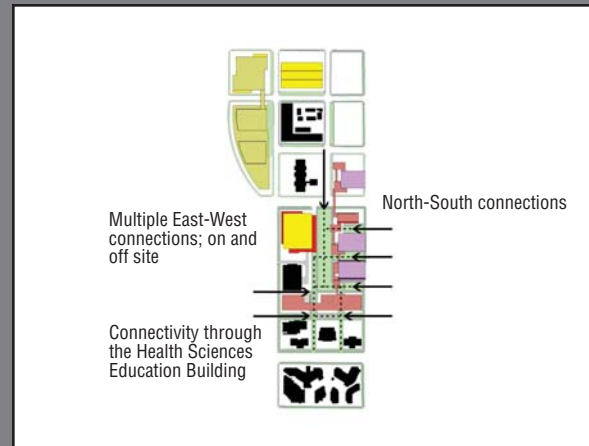 North-South connections
Multiple East-West
connections; on and
off site
Connectivity through
the Health Sciences
Education Building